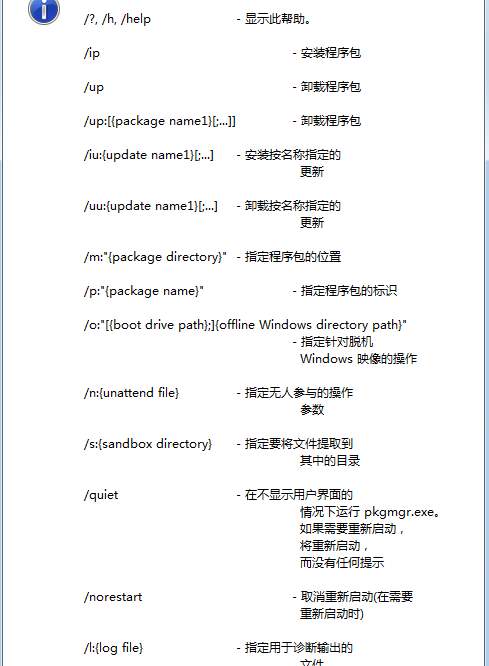 /?, /h, /help - 显示此帮助。
/ip - 安装程序包
/up - 卸载程序包
/up:[{package name1}[;...]] - 卸载程序包
/iu:{update name1}[;...] - 安装按名称指定的
更新
/uu:{update name1}[;...] - 卸载按名称指定的
更新
/m:"{package directory}" - 指定程序包的位置
/p:"{package name}" - 指定程序包的标识
/o:"[{boot drive path};]{offline Windows directory path}"
- 指定针对脱机
Windows 映像的操作
/n:{unattend file} - 指定无人参与的操作
参数
/s:{sandbox directory} - 指定要将文件提取到
其中的目录
/quiet - 在不显示用户界面的
情况下运行 pkgmgr.exe。
如果需要重新启动，
将重新启动，
而没有任何提示
/norestart - 取消重新启动(在需要
重新启动时)
/l:{log file} - 指定用于诊断输出的
文件